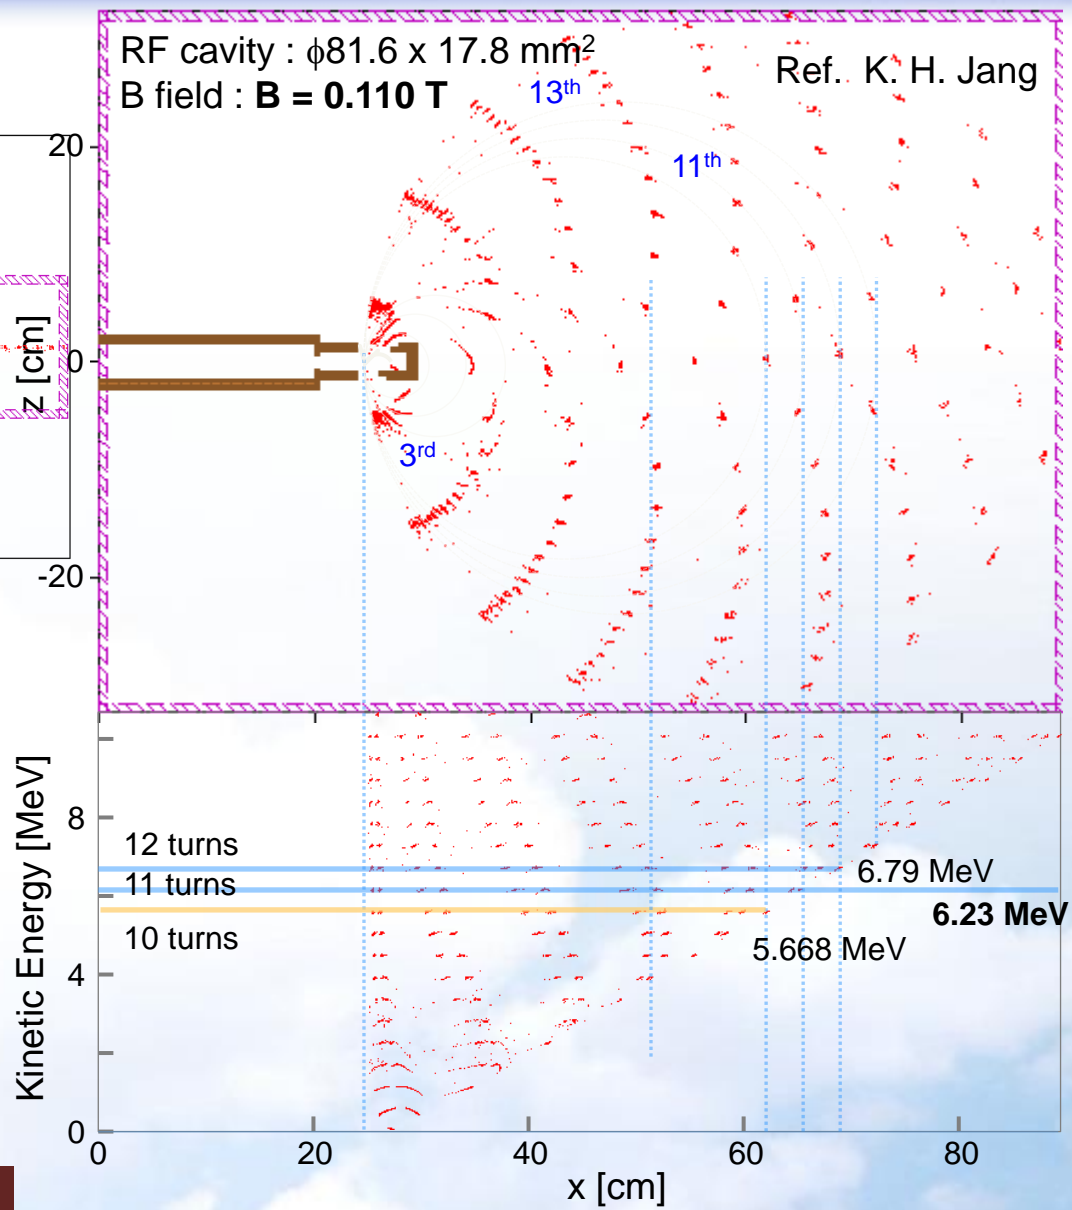 RF cavity : ϕ81.6 x 17.8 mm²
B field : B = 0.110 T
Ref. K. H. Jang
13th
11th
3rd
20
0
-20
z [cm]
8
4
0
Kinetic Energy [MeV]
12 turns
11 turns
10 turns
6.79 MeV
6.23 MeV
5.668 MeV
0 20 40 60 80
x [cm]